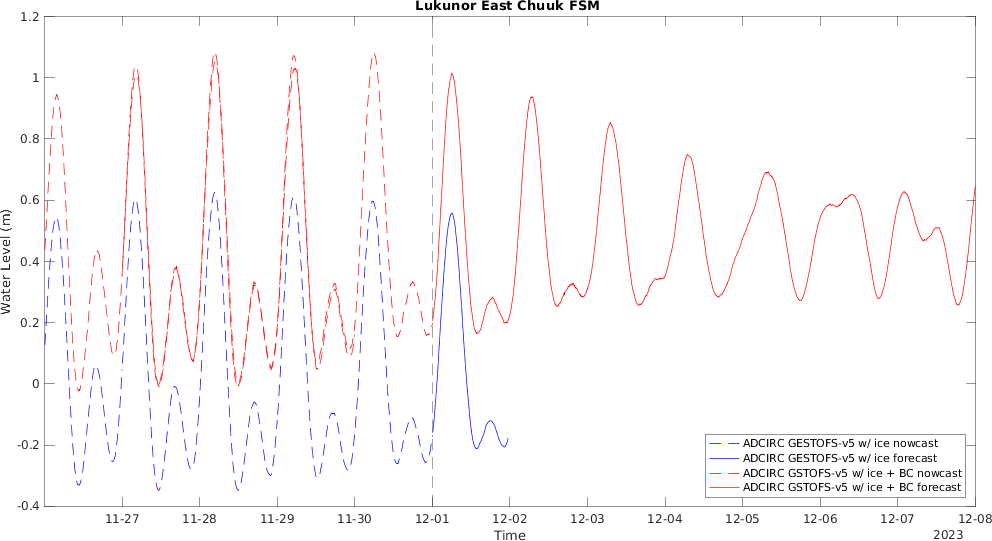 Lukunor East Chuuk FSM
1.2
1
0.8
0.6
0.4
0.2
0
-0.2
-0.4
Water Level (m)
ADCIRC GESTOFS-v5 w/ ice nowcast
ADCIRC GESTOFS-v5 w/ ice forecast
ADCIRC GSTOFS-v5 w/ ice + BC nowcast
ADCIRC GSTOFS-v5 w/ ice + BC forecast
11-27 11-28 11-29 11-30 12-01 12-02 12-03 12-04 12-05 12-06 12-07 12-08
Time
2023